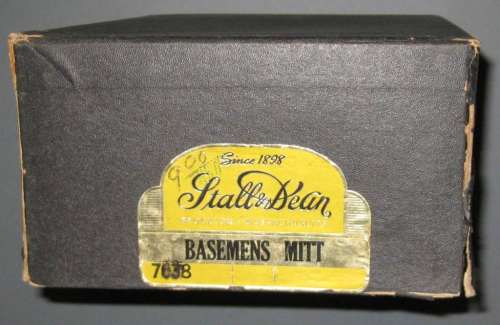 9.00
Since 1898
Stall & Dean
BASEMENS MITT
7638